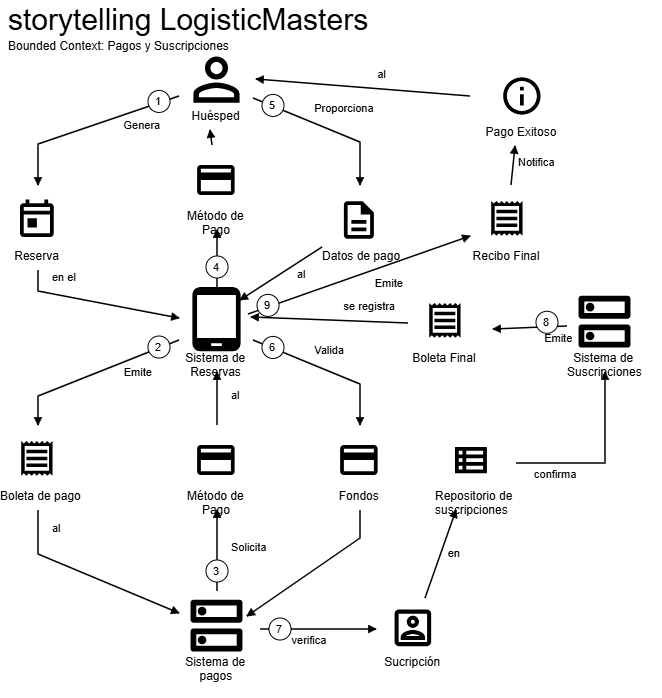 storytelling LogisticMasters
Bounded Context: Pagos y Suscripciones
al
1
5
Huésped
Genera
Proporciona
Pago Exitoso
Notifica
Método de
Pago
Reserva
Datos de pago
Recibo Final
en el
4
al
Emite
9
se registra
8
Emite
Boleta Final
Sistema de
Suscripciones
2
Sistema de
Reservas
6
Valida
Emite
al
Boleta de pago
Método de
Pago
Fondos
Repositorio de
suscripciones
confirma
al
Solicita
en
3
7
verifica
Sistema de
pagos
Sucripción